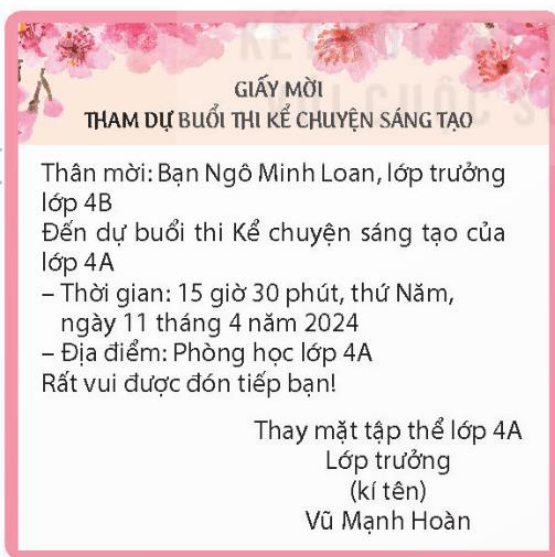 GIẤY MỜI
THAM DỰ BUỔI THI KỂ CHUYỆN SÁNG TẠO
Thân mời: Bạn Ngô Minh Loan, lớp trưởng
lớp 4B
Đến dự buổi thi Kể chuyện sáng tạo của
lớp 4A
– Thời gian: 15 giờ 30 phút, thứ Năm,
ngày 11 tháng 4 năm 2024
– Địa điểm: Phòng học lớp 4A
Rất vui được đón tiếp bạn!
Thay mặt tập thể lớp 4A
Lớp trưởng
(kí tên)
Vũ Mạnh Hoàn